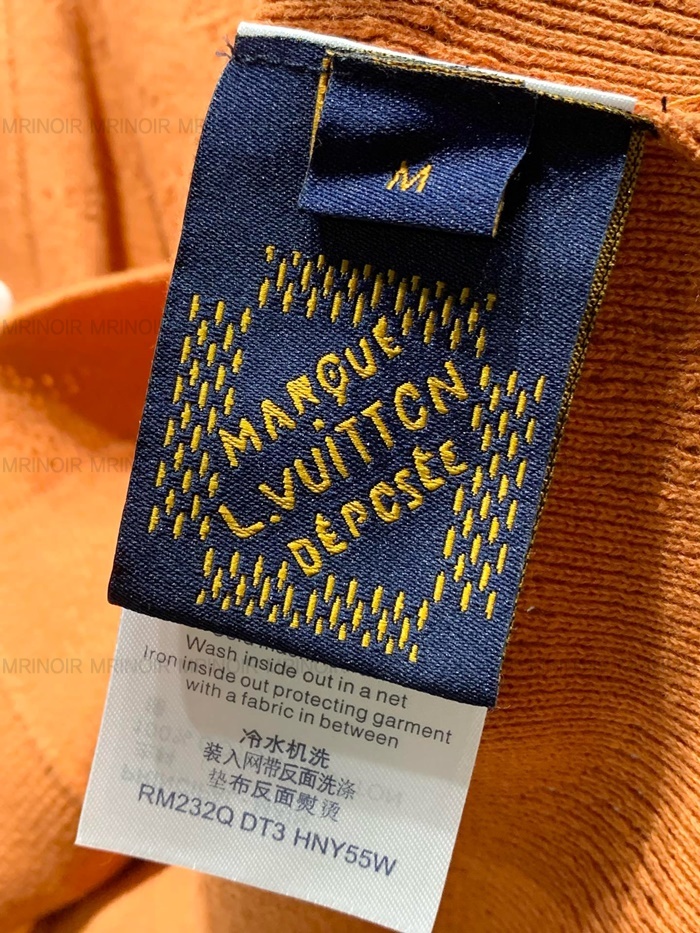 MRINOIR MRINOIR MR
M
MRINOIR MRINOIR
MARQUE
L.VUITTON
DÉPOSÉE
MRINOIR MRINOIR
MRINOIR MRINOIR
Wash inside out in a net
Iron inside out protecting garment
with a fabric in between
冷水机洗
装入网带反面洗涤
垫布反面熨烫
RM232Q DT3 HNY55W